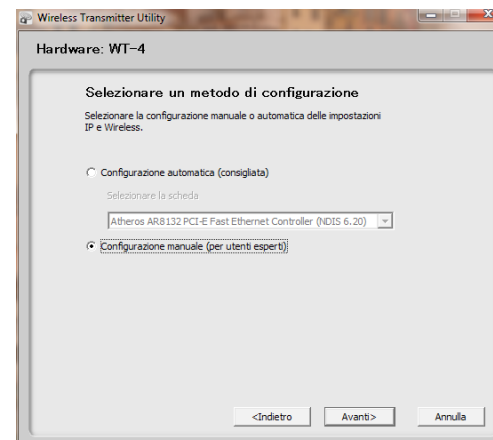 Wireless Transmitter Utility
Hardware: WT-4
Selezionare un metodo di configurazione
Selezionare la configurazione manuale o automatica delle impostazioni
IP e Wireless.
Configurazione automatica (consigliata)
Selezionare la scheda
Atheros AR8132 PCI-E Fast Ethernet Controller (NDIS 6.20)
Configurazione manuale (per utenti esperti)
<Indietro
Avanti>
Annulla